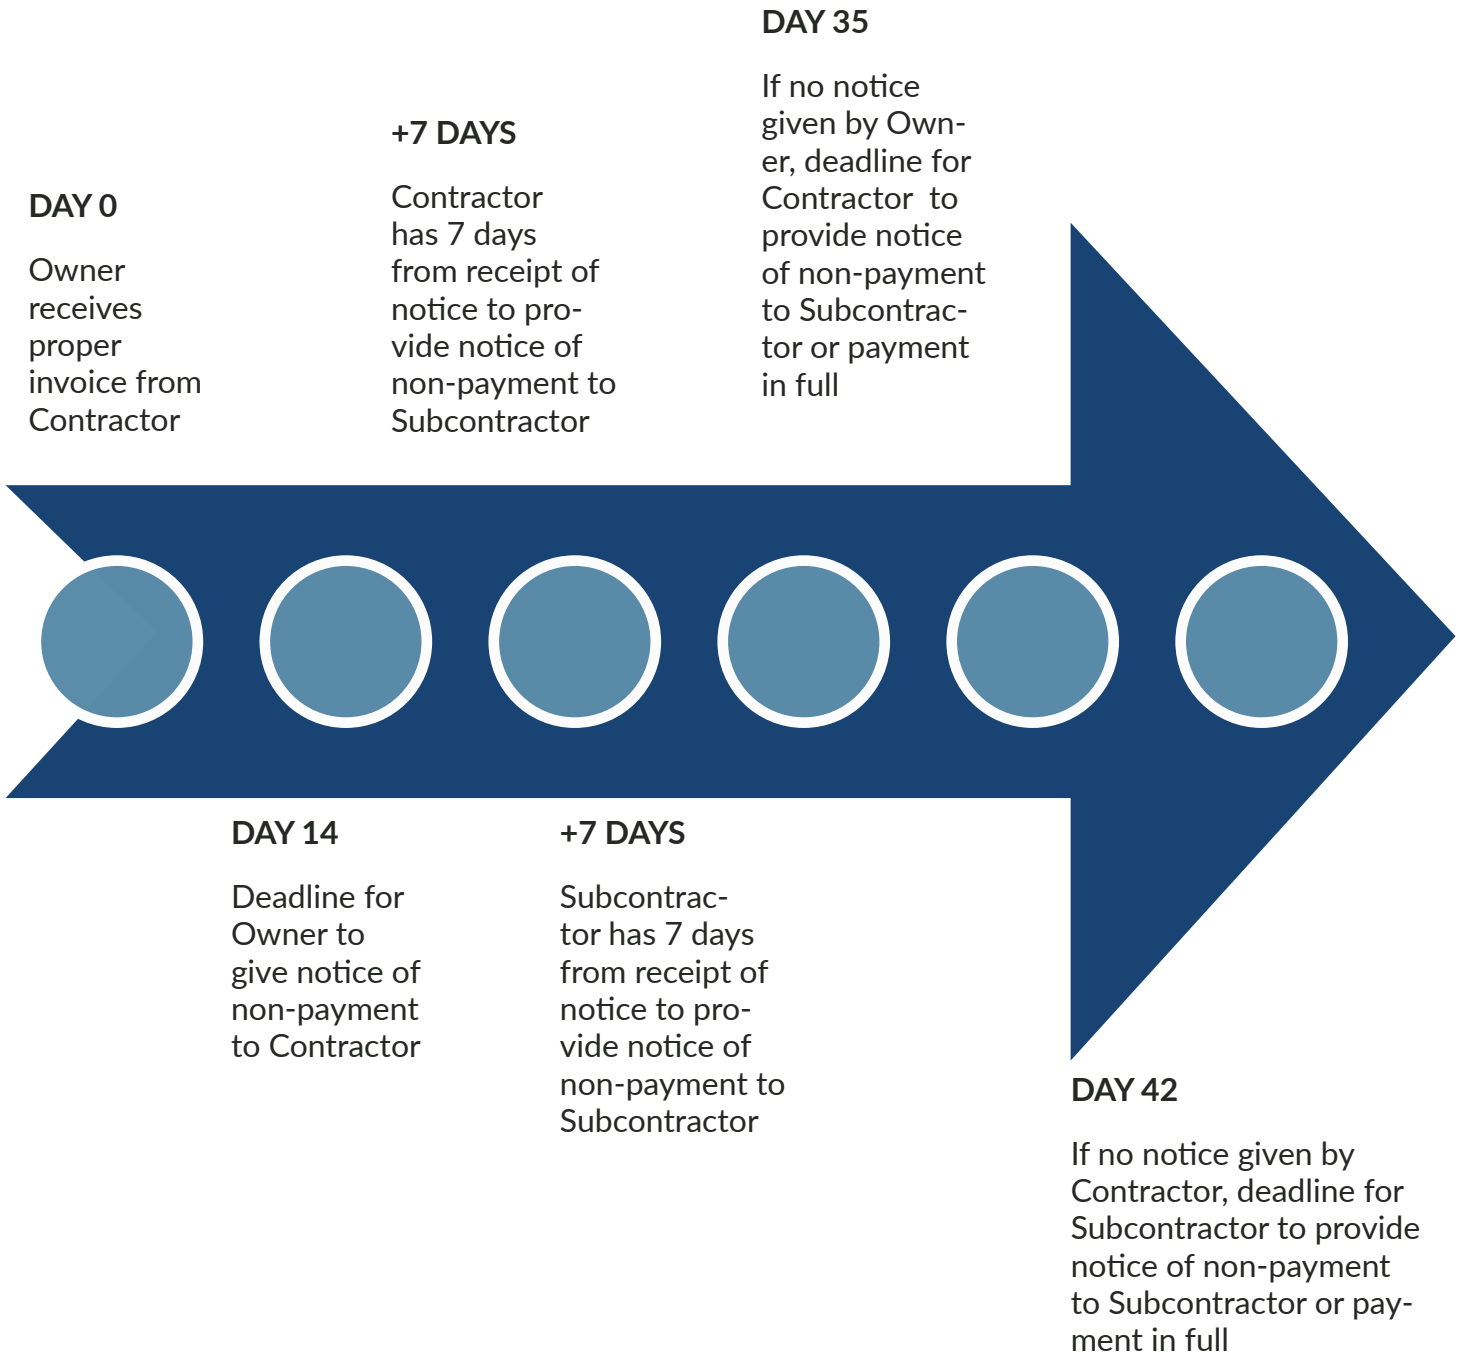 DAY 0
Owner
receives
proper
invoice from
Contractor
DAY 14
Deadline for
Owner to
give notice of
non-payment
to Contractor
+7 DAYS
Contractor
has 7 days
from receipt of
notice to pro-
vide notice of
non-payment to
Subcontractor
+7 DAYS
Subcontrac-
tor has 7 days
from receipt of
notice to pro-
vide notice of
non-payment to
Subcontractor
DAY 35
If no notice
given by Own-
er, deadline for
Contractor  to
provide notice
of non-payment
to Subcontrac-
tor or payment
in full
DAY 42
If no notice given by
Contractor, deadline for
Subcontractor to provide
notice of non-payment
to Subcontractor or pay-
ment in full